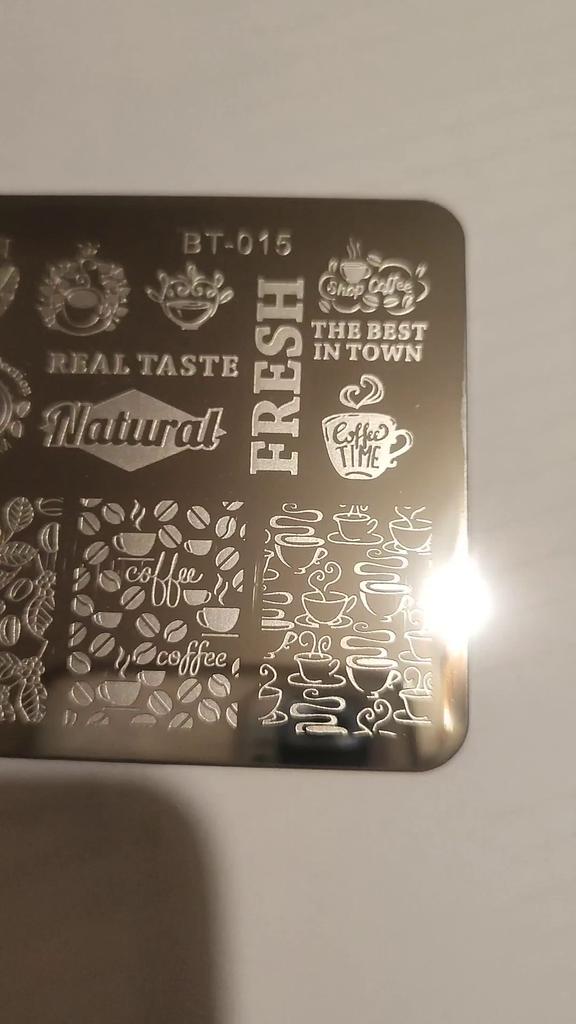 BT-015
Shop Coffee
THE BEST
IN TOWN
REAL TASTE
FRESH
Natural
Coffee
TIME
coffee
coffee